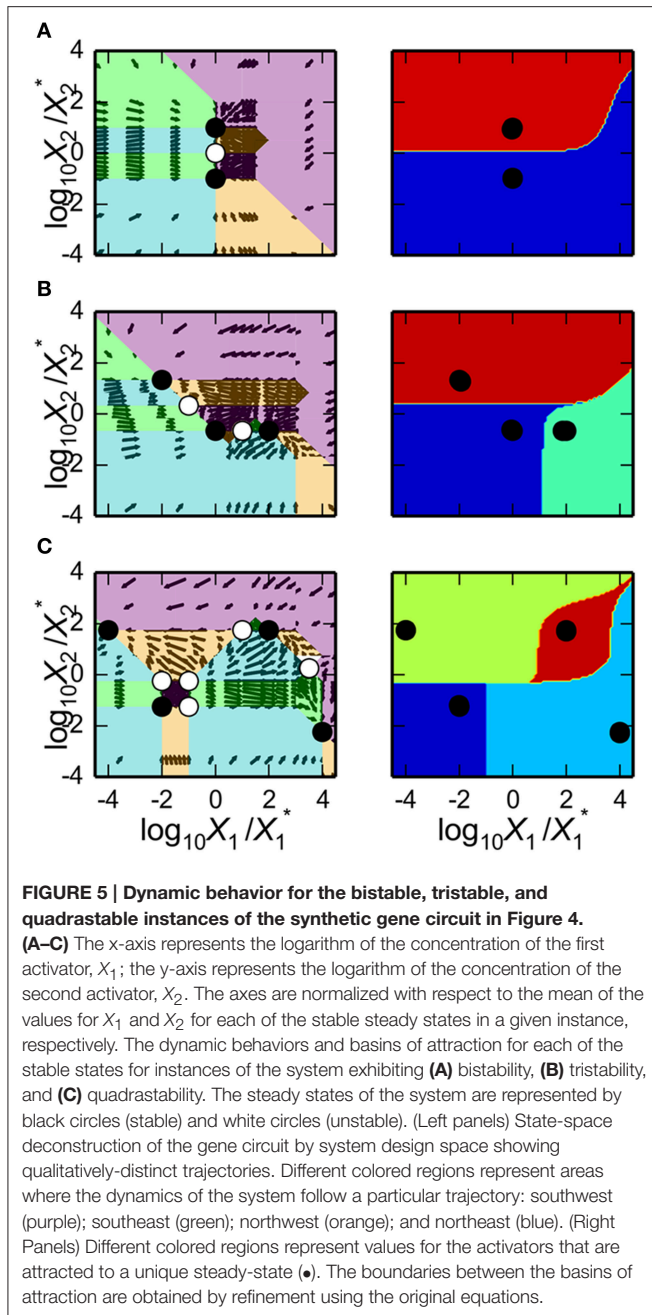 A
4
2
0
-2
-4
log₁₀X₂/X₂*
B
4
2
0
-2
-4
log₁₀X₂/X₂*
C
4
2
0
-2
-4
log₁₀X₂/X₂*
-4 -2 0 2 4
-4 -2 0 2 4
log₁₀X₁/X₁*
log₁₀X₁/X₁*
FIGURE 5 | Dynamic behavior for the bistable, tristable, and
quadrastable instances of the synthetic gene circuit in Figure 4.
(A–C) The x-axis represents the logarithm of the concentration of the first
activator, X₁; the y-axis represents the logarithm of the concentration of the
second activator, X₂. The axes are normalized with respect to the mean of the
values for X₁ and X₂ for each of the stable steady states in a given instance,
respectively. The dynamic behaviors and basins of attraction for each of the
stable states for instances of the system exhibiting (A) bistability, (B) tristability,
and (C) quadrastability. The steady states of the system are represented by
black circles (stable) and white circles (unstable). (Left panels) State-space
deconstruction of the gene circuit by system design space showing
qualitatively-distinct trajectories. Different colored regions represent areas
where the dynamics of the system follow a particular trajectory: southwest
(purple); southeast (green); northwest (orange); and northeast (blue). (Right
Panels) Different colored regions represent values for the activators that are
attracted to a unique steady-state (•). The boundaries between the basins of
attraction are obtained by refinement using the original equations.